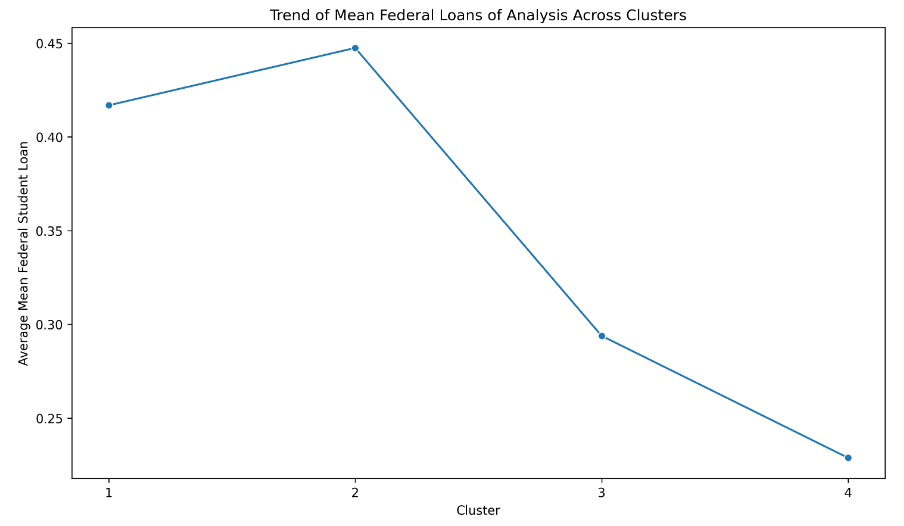 Trend of Mean Federal Loans of Analysis Across Clusters
Average Mean Federal Student Loan
0.45
0.40
0.35
0.30
0.25
1 2 3 4
Cluster